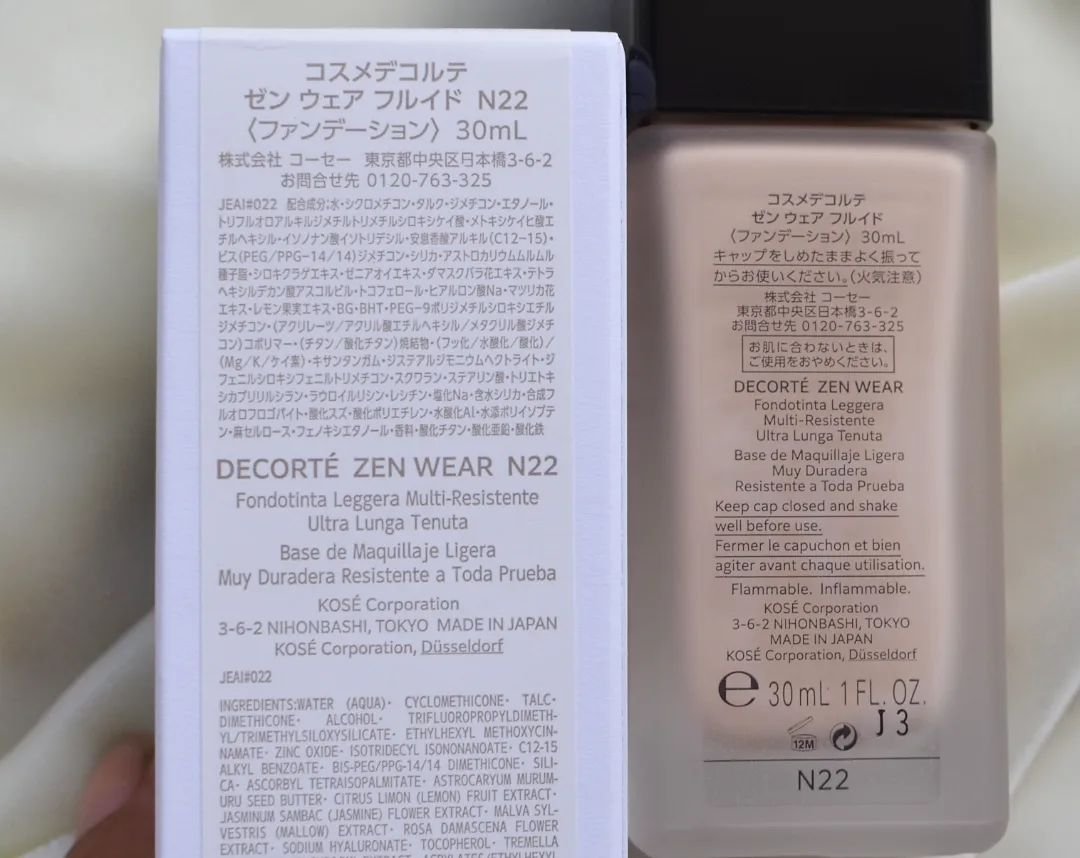 コスメデコルテ
ゼン ウェア フルイド N22
〈ファンデーション〉 30mL
株式会社 コーセー 東京都中央区日本橋3-6-2
お問合せ先 0120-763-325
JEAI#022 配合成分:水・シクロメチコン・タルク・ジメチコン・エタノール・
トリフルオロアルキルジメチルトリメチルシロキシケイ酸・メトキシケイヒ酸エ
チルヘキシル・イソノナン酸イソトリデシル・安息香酸アルキル(C12-15)・
ビス(PEG/PPG-14/14)ジメチコン・シリカ・アストロカリウムムルムル
種子脂・シロキクラゲエキス・ゼニアオイエキス・ダマスクバラ花エキス・テトラ
ヘキシルデカン酸アスコルビル・トコフェロール・ヒアルロン酸Na・マツリカ花
エキス・レモン果実エキス・BG・BHT・PEG-9ポリジメチルシロキシエチル
ジメチコン・(アクリレーツ/アクリル酸エチルヘキシル/メタクリル酸ジメチ
コン)コポリマー・(チタン/酸化チタン)焼結物・(フッ化/水酸化/酸化)/
(Mg/K/ケイ素)・キサンタンガム・ジステアルジモニウムヘクトライト・ジ
フェニルシロキシフェニルトリメチコン・スクワラン・ステアリン酸・トリエトキ
シカプリリルシラン・ラウロイルリシン・レシチン・塩化Na・含水シリカ・合成フ
ルオロフロゴパイト・酸化スズ・酸化ポリエチレン・水酸化Al・水添ポリイソブテ
ン・麻セルロース・フェノキシエタノール・香料・酸化チタン・酸化亜鉛・酸化鉄
DECORTÉ ZEN WEAR N22
Fondotinta Leggera Multi-Resistente
Ultra Lunga Tenuta
Base de Maquillaje Ligera
Muy Duradera Resistente a Toda Prueba
KOSÉ Corporation
3-6-2 NIHONBASHI, TOKYO MADE IN JAPAN
KOSÉ Corporation, Düsseldorf
JEAI#022
INGREDIENTS:WATER (AQUA)· CYCLOMETHICONE· TALC·
DIMETHICONE· ALCOHOL· TRIFLUOROPROPYLDIMETH-
YL/TRIMETHYLSILOXYSILICATE· ETHYLHEXYL METHOXYCIN-
NAMATE· ZINC OXIDE· ISOTRIDECYL ISONONANOATE· C12-15
ALKYL BENZOATE· BIS-PEG/PPG-14/14 DIMETHICONE· SILI-
CA· ASCORBYL TETRAISOPALMITATE· ASTROCARYUM MURUM-
URU SEED BUTTER· CITRUS LIMON (LEMON) FRUIT EXTRACT·
JASMINUM SAMBAC (JASMINE) FLOWER EXTRACT· MALVA SYL-
VESTRIS (MALLOW) EXTRACT· ROSA DAMASCENA FLOWER
EXTRACT· SODIUM HYALURONATE· TOCOPHEROL· TREMELLA
コスメデコルテ
ゼン ウェア フルイド
〈ファンデーション〉 30mL
キャップをしめたままよく振って
からお使いください。(火気注意)
株式会社 コーセー
東京都中央区日本橋3-6-2
お問合せ先 0120-763-325
お肌に合わないときは、
ご使用をおやめください。
DECORTÉ ZEN WEAR
Fondotinta Leggera
Multi-Resistente
Ultra Lunga Tenuta
Base de Maquillaje Ligera
Muy Duradera
Resistente a Toda Prueba
Keep cap closed and shake
well before use.
Fermer le capuchon et bien
agiter avant chaque utilisation.
Flammable. Inflammable.
KOSÉ Corporation
3-6-2 NIHONBASHI, TOKYO
MADE IN JAPAN
KOSÉ Corporation, Düsseldorf
℮ 30mL 1 FL. OZ.
J3
12M
N22